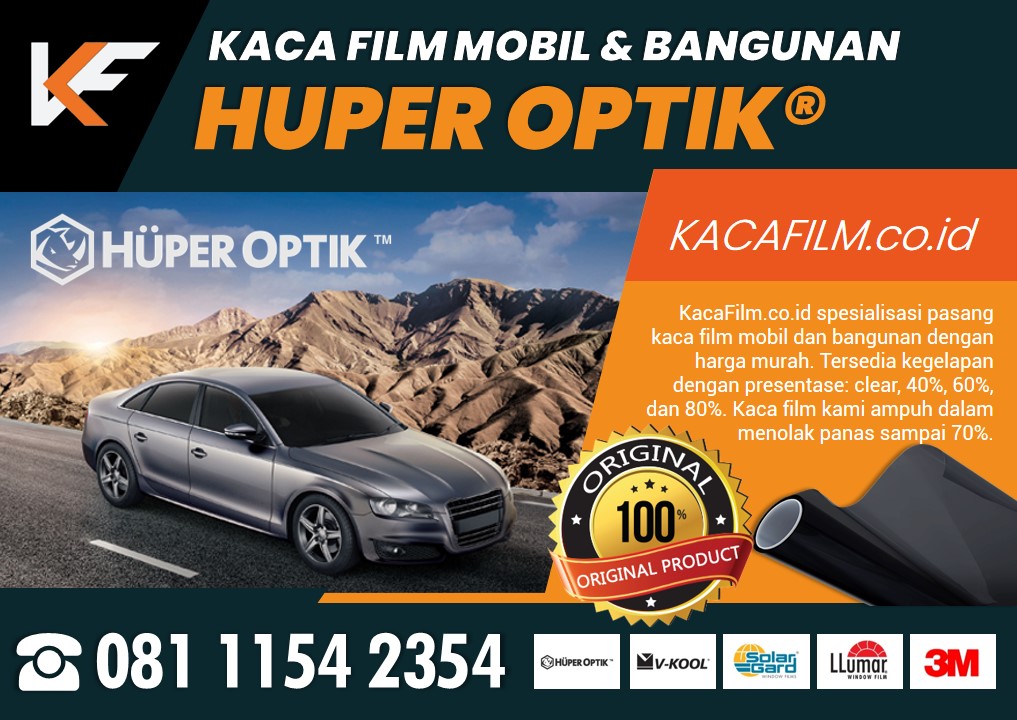 KF
KACA FILM MOBIL & BANGUNAN
HUPER OPTIK®
HÜPER OPTIK™
KACAFILM.co.id
KacaFilm.co.id spesialisasi pasang
kaca film mobil dan bangunan dengan
harga murah. Tersedia kegelapan
dengan presentase: clear, 40%, 60%,
dan 80%. Kaca film kami ampuh dalam
menolak panas sampai 70%.
ORIGINAL
100%
ORIGINAL PRODUCT
081 1154 2354
HÜPER OPTIK™
V-KOOL®
Solar Gard®
WINDOW FILMS
LLumar®
WINDOW FILM
3M